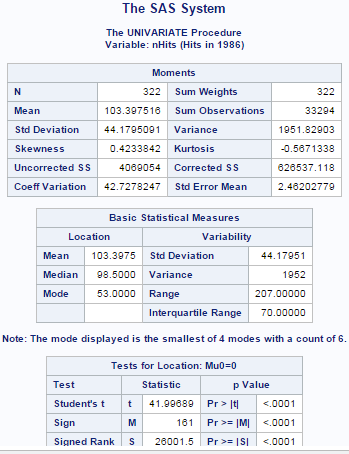 The SAS System
The UNIVARIATE Procedure
Variable: nHits (Hits in 1986)
Moments
N 322 Sum Weights 322
Mean 103.397516 Sum Observations 33294
Std Deviation 44.1795091 Variance 1951.82903
Skewness 0.4233842 Kurtosis -0.5671338
Uncorrected SS 4069054 Corrected SS 626537.118
Coeff Variation 42.7278247 Std Error Mean 2.46202779
Basic Statistical Measures
Location Variability
Mean 103.3975 Std Deviation 44.17951
Median 98.5000 Variance 1952
Mode 53.0000 Range 207.00000
Interquartile Range 70.00000
Note: The mode displayed is the smallest of 4 modes with a count of 6.
Tests for Location: Mu0=0
Test Statistic p Value
Student's t t 41.99689 Pr > |t| <.0001
Sign M 161 Pr >= |M| <.0001
Signed Rank S 26001.5 Pr >= |S| <.0001